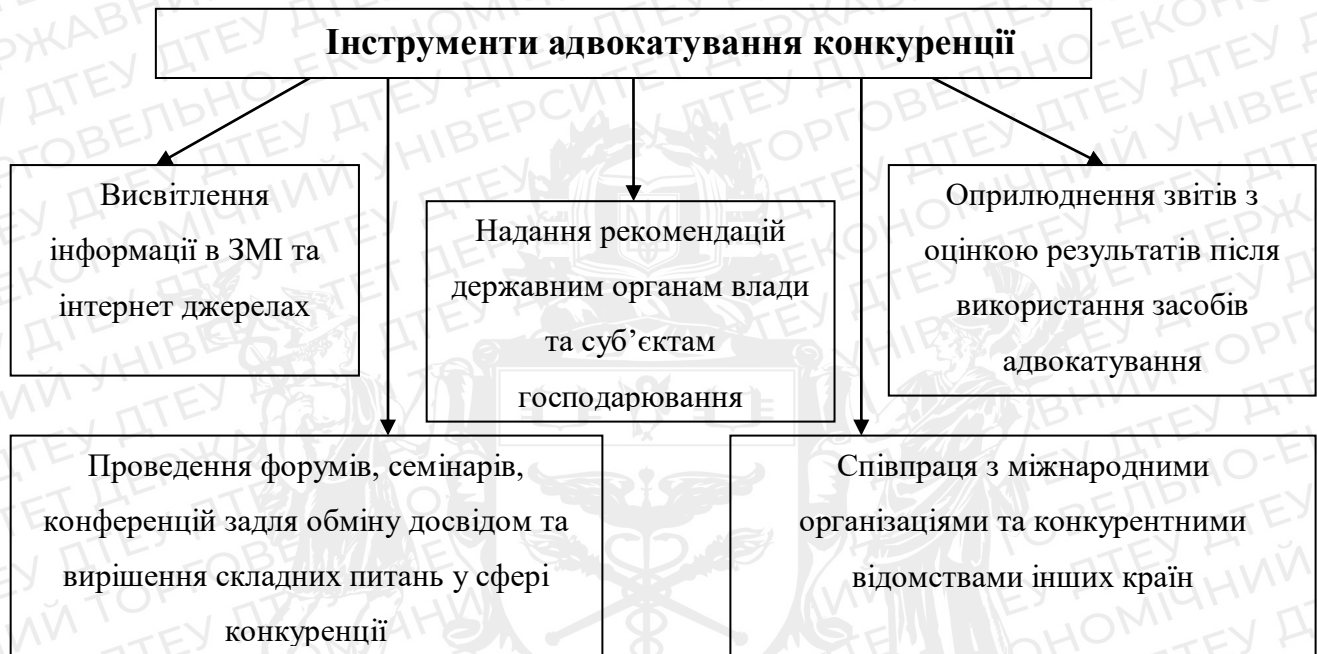 Інструменти адвокатування конкуренції
Висвітлення
інформації в ЗМІ та
інтернет джерелах
Надання рекомендацій
державним органам влади
та суб’єктам
господарювання
Оприлюднення звітів з
оцінкою результатів після
використання засобів
адвокатування
Проведення форумів, семінарів,
конференцій задля обміну досвідом та
вирішення складних питань у сфері
конкуренції
Співпраця з міжнародними
організаціями та конкурентними
відомствами інших країн